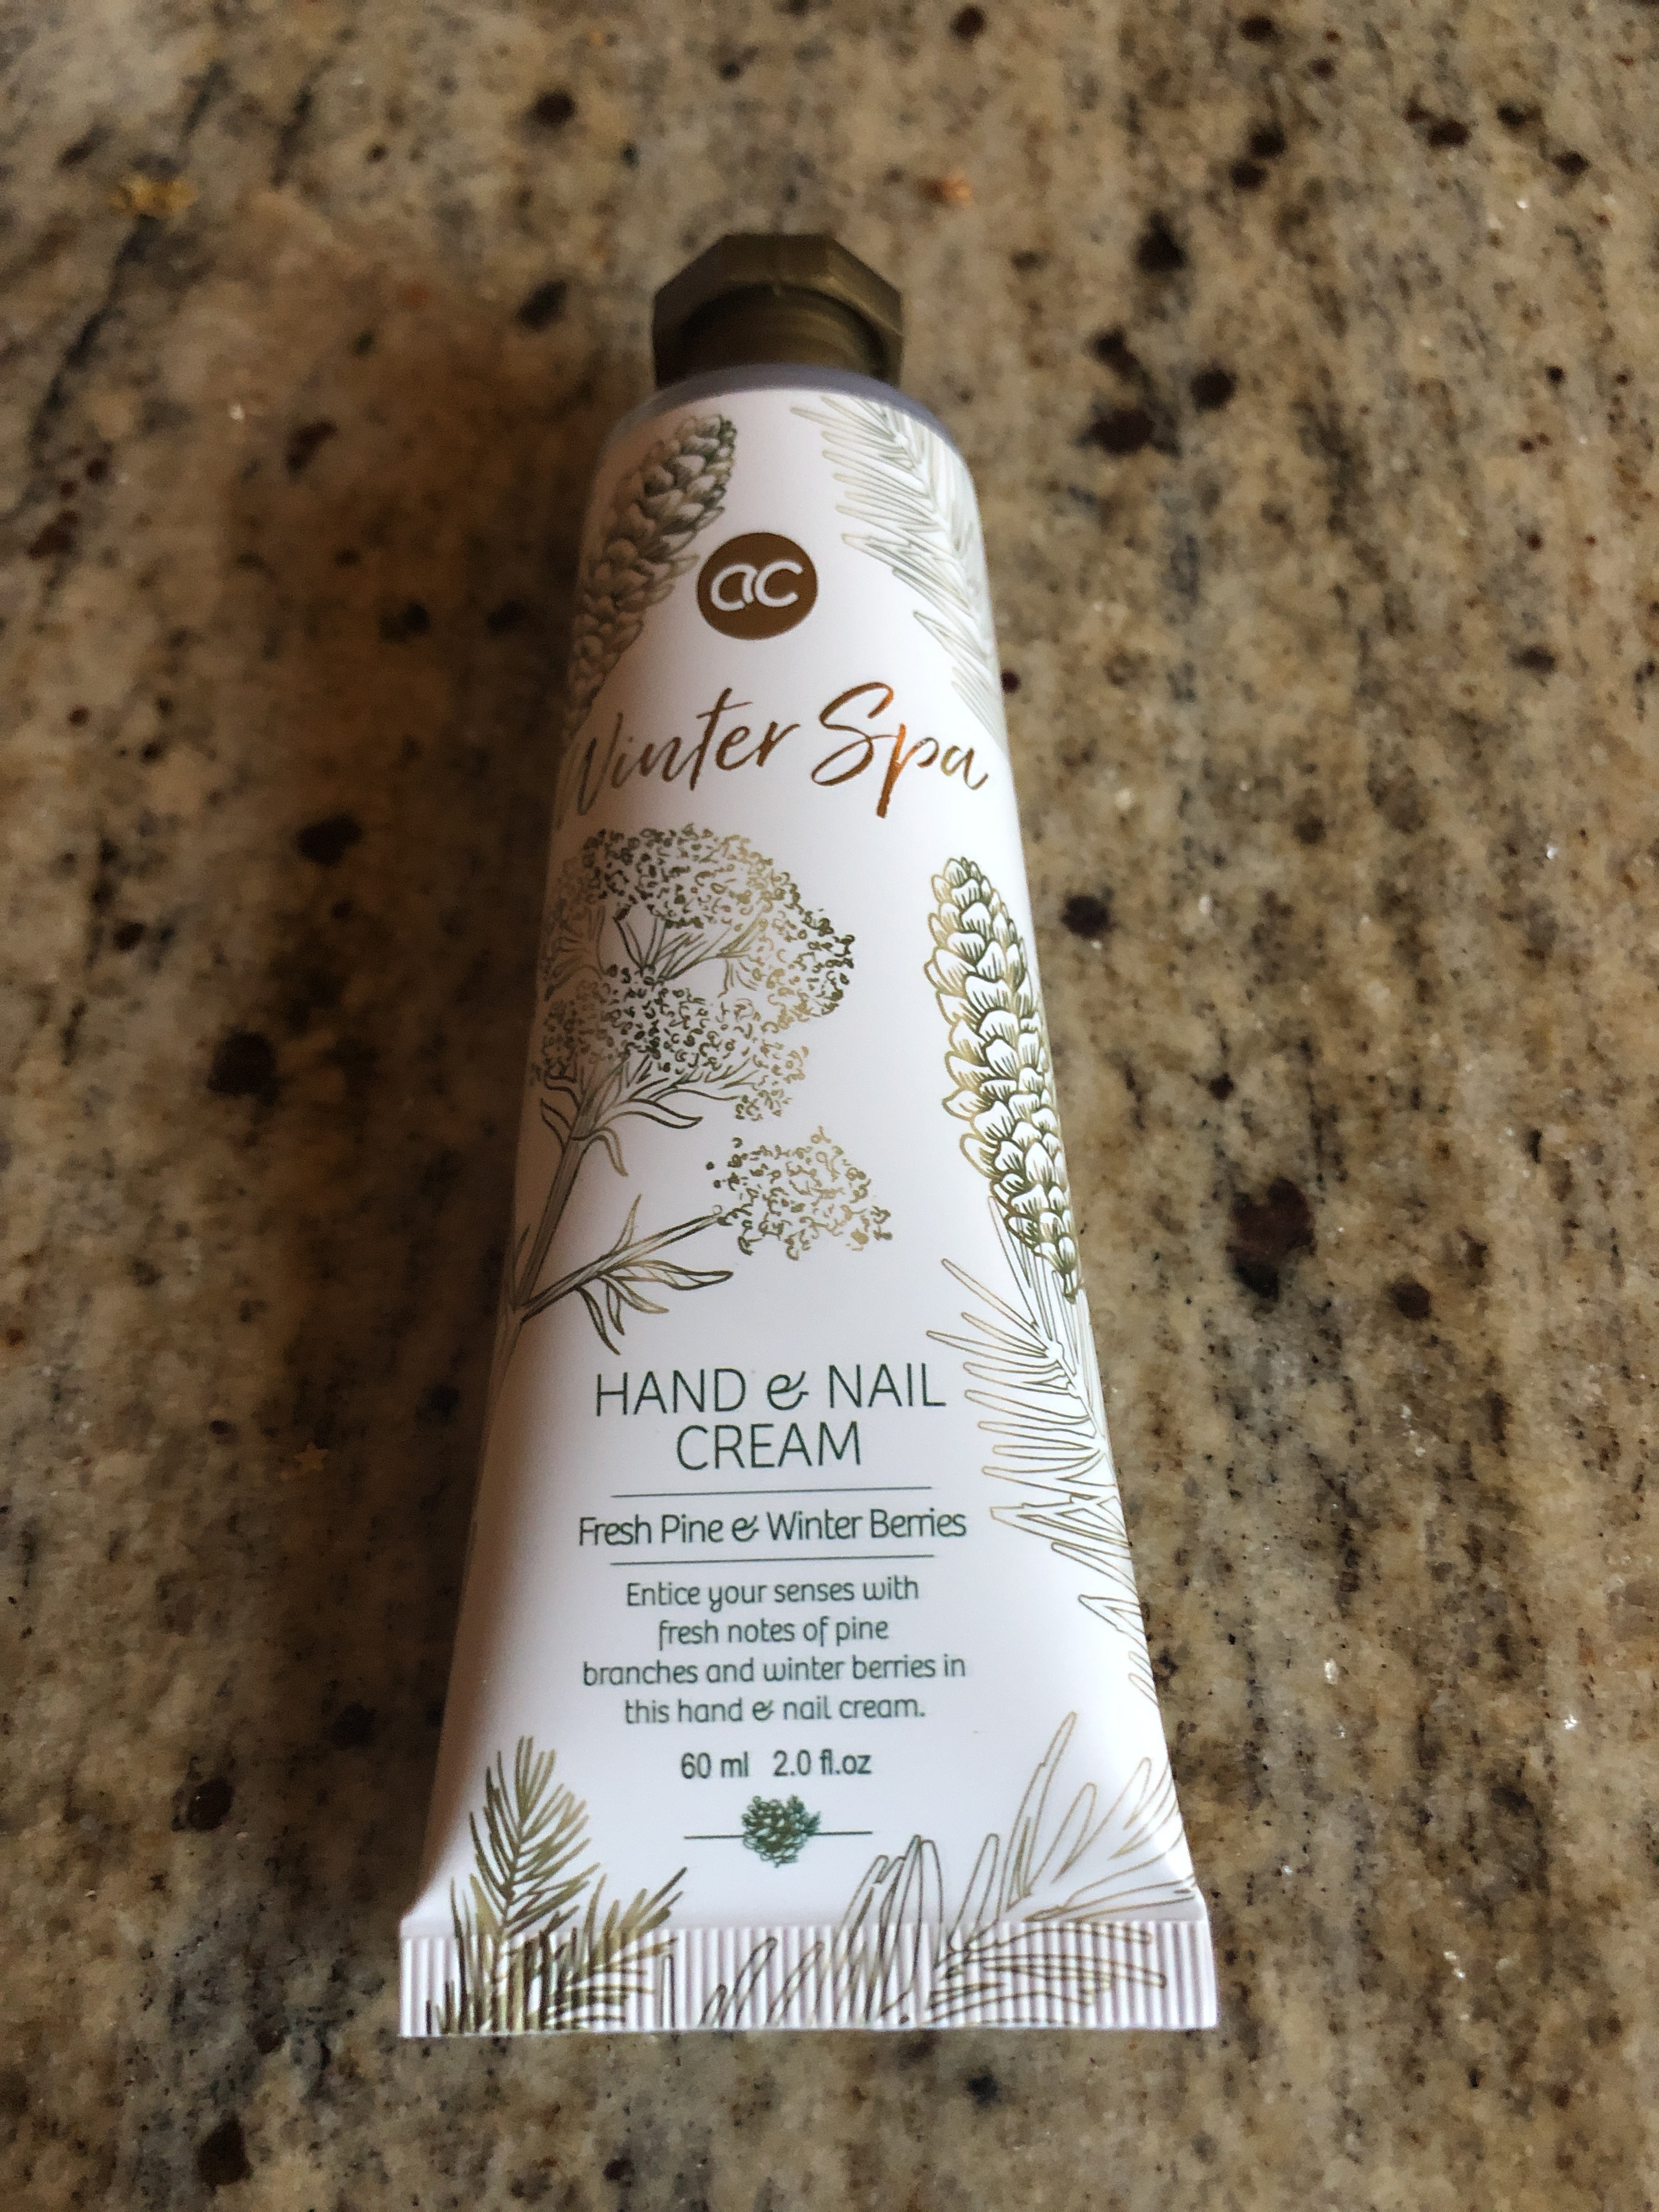 ac
Winter Spa
HAND & NAIL
CREAM
Fresh Pine & Winter Berries
Entice your senses with
fresh notes of pine
branches and winter berries in
this hand & nail cream.
60 ml 2.0 fl.oz